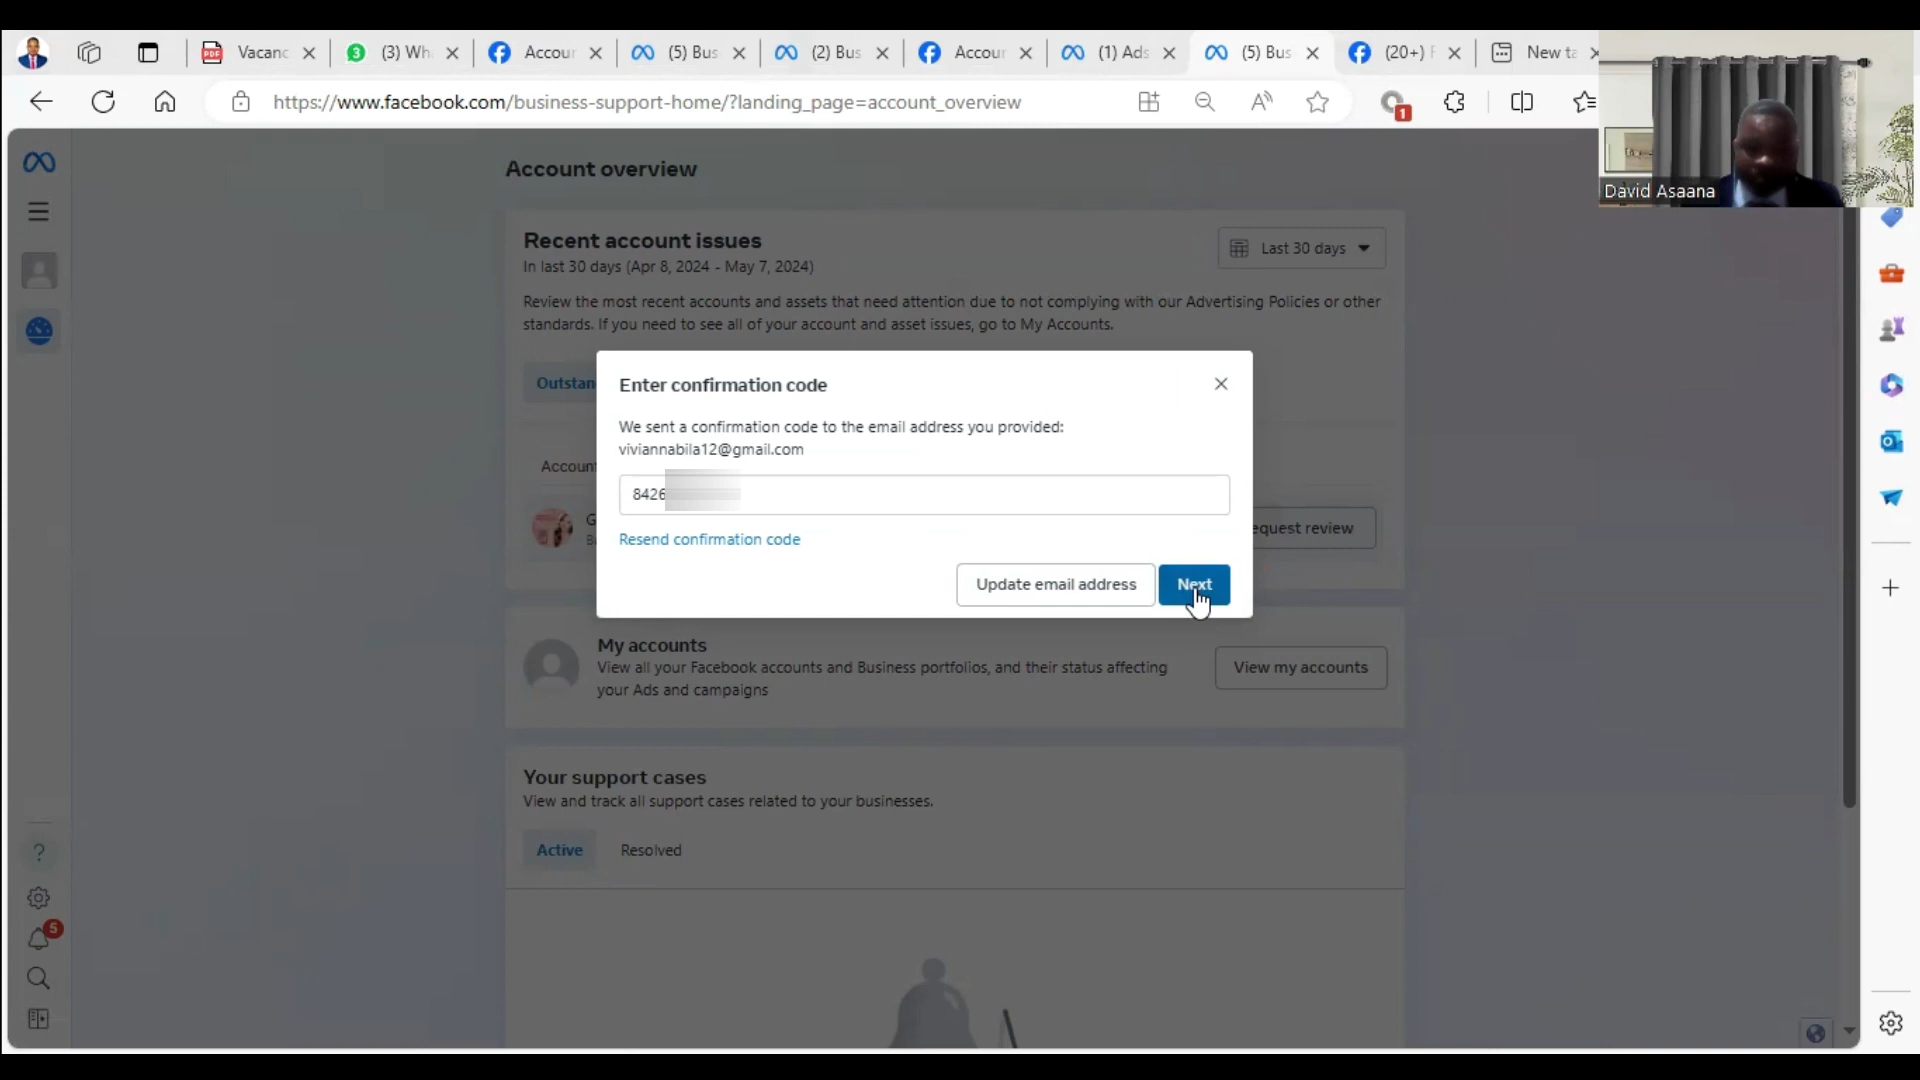 Vacanc
(3) Wh
Accour
(5) Bus
(2) Bus
Accour
(1) Ads
(5) Bus
(20+) F
New ta
https://www.facebook.com/business-support-home/?landing_page=account_overview
1
David Asaana
Account overview
Recent account issues
Last 30 days
In last 30 days (Apr 8, 2024 - May 7, 2024)
Review the most recent accounts and assets that need attention due to not complying with our Advertising Policies or other
standards. If you need to see all of your account and asset issues, go to My Accounts.
Outstan
Enter confirmation code
We sent a confirmation code to the email address you provided:
viviannabila12@gmail.com
Account
8426
G
equest review
Resend confirmation code
Update email address
Next
My accounts
View all your Facebook accounts and Business portfolios, and their status affecting
your Ads and campaigns
View my accounts
Your support cases
View and track all support cases related to your businesses.
Active
Resolved
5